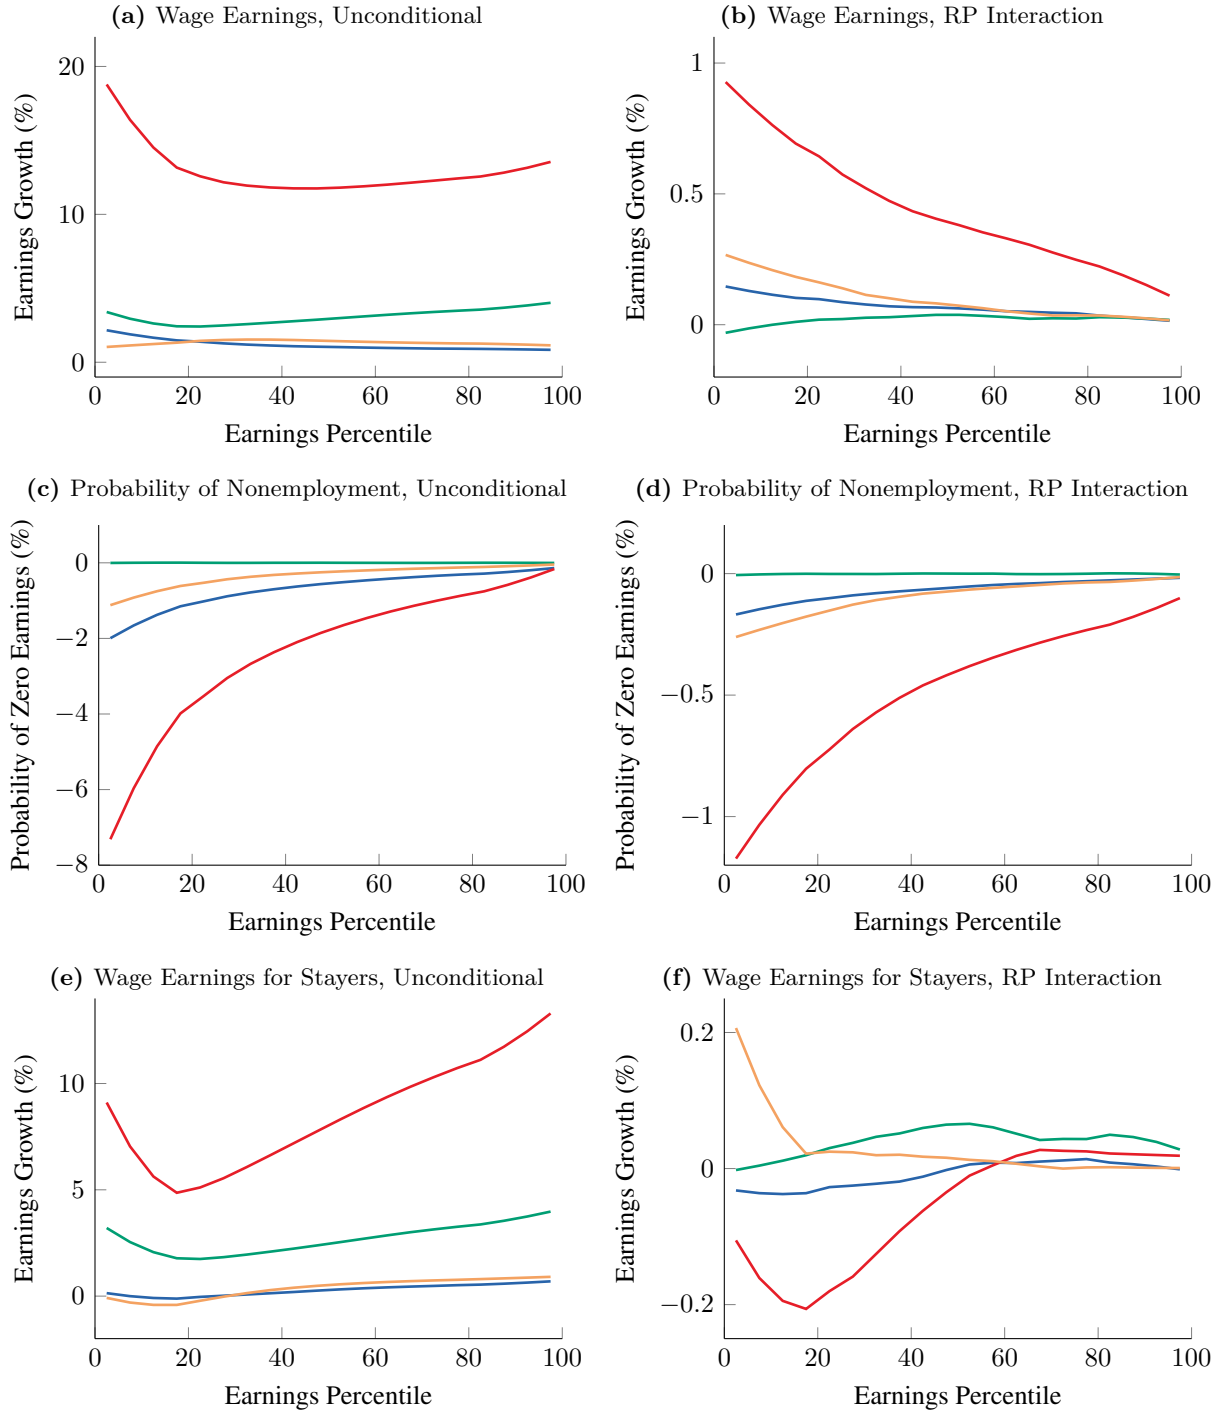 (a) Wage Earnings, Unconditional
Earnings Growth (%)
20
10
0
0 20 40 60 80 100
Earnings Percentile
(b) Wage Earnings, RP Interaction
Earnings Growth (%)
1
0.5
0
0 20 40 60 80 100
Earnings Percentile
(c) Probability of Nonemployment, Unconditional
Probability of Zero Earnings (%)
0
−2
−4
−6
−8
0 20 40 60 80 100
Earnings Percentile
(d) Probability of Nonemployment, RP Interaction
Probability of Zero Earnings (%)
0
−0.5
−1
0 20 40 60 80 100
Earnings Percentile
(e) Wage Earnings for Stayers, Unconditional
Earnings Growth (%)
10
5
0
0 20 40 60 80 100
Earnings Percentile
(f) Wage Earnings for Stayers, RP Interaction
Earnings Growth (%)
0.2
0
−0.2
0 20 40 60 80 100
Earnings Percentile